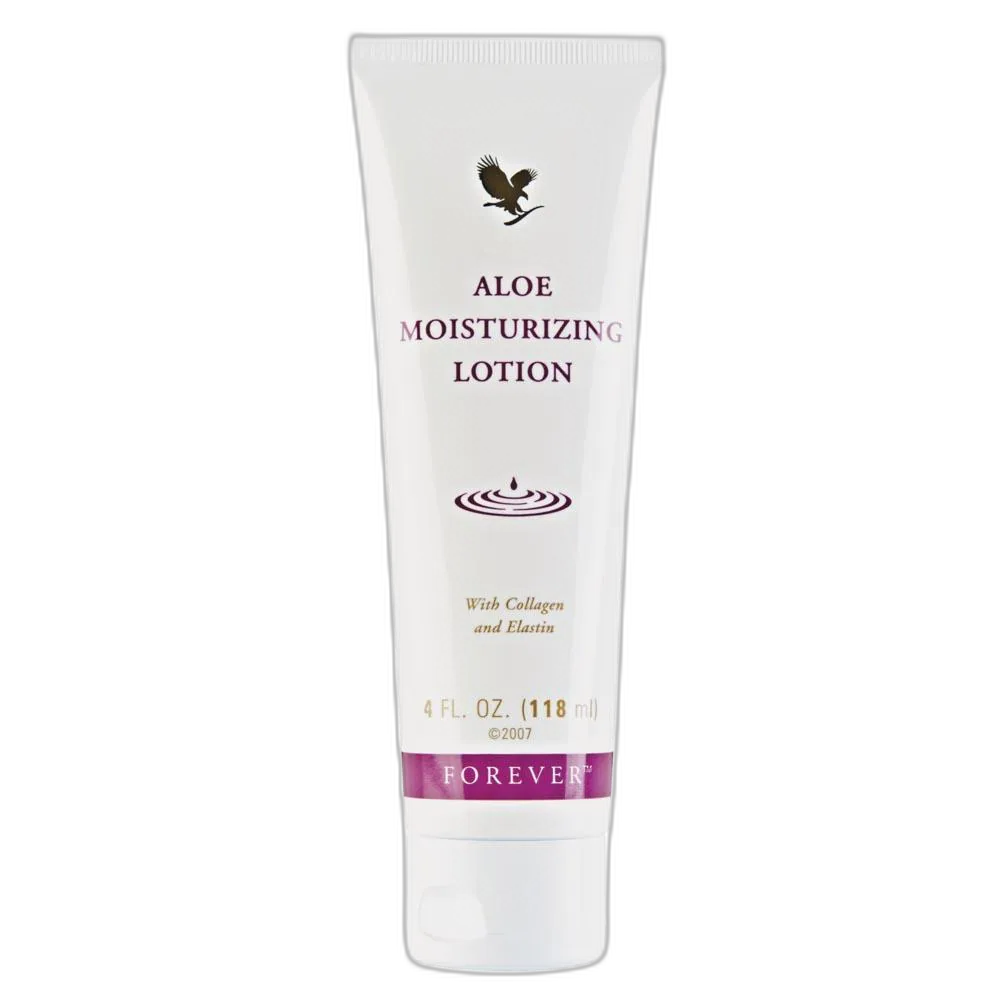 ALOE
MOISTURIZING
LOTION
With Collagen
and Elastin
4 FL. OZ. (118 ml)
©2007
FOREVER™